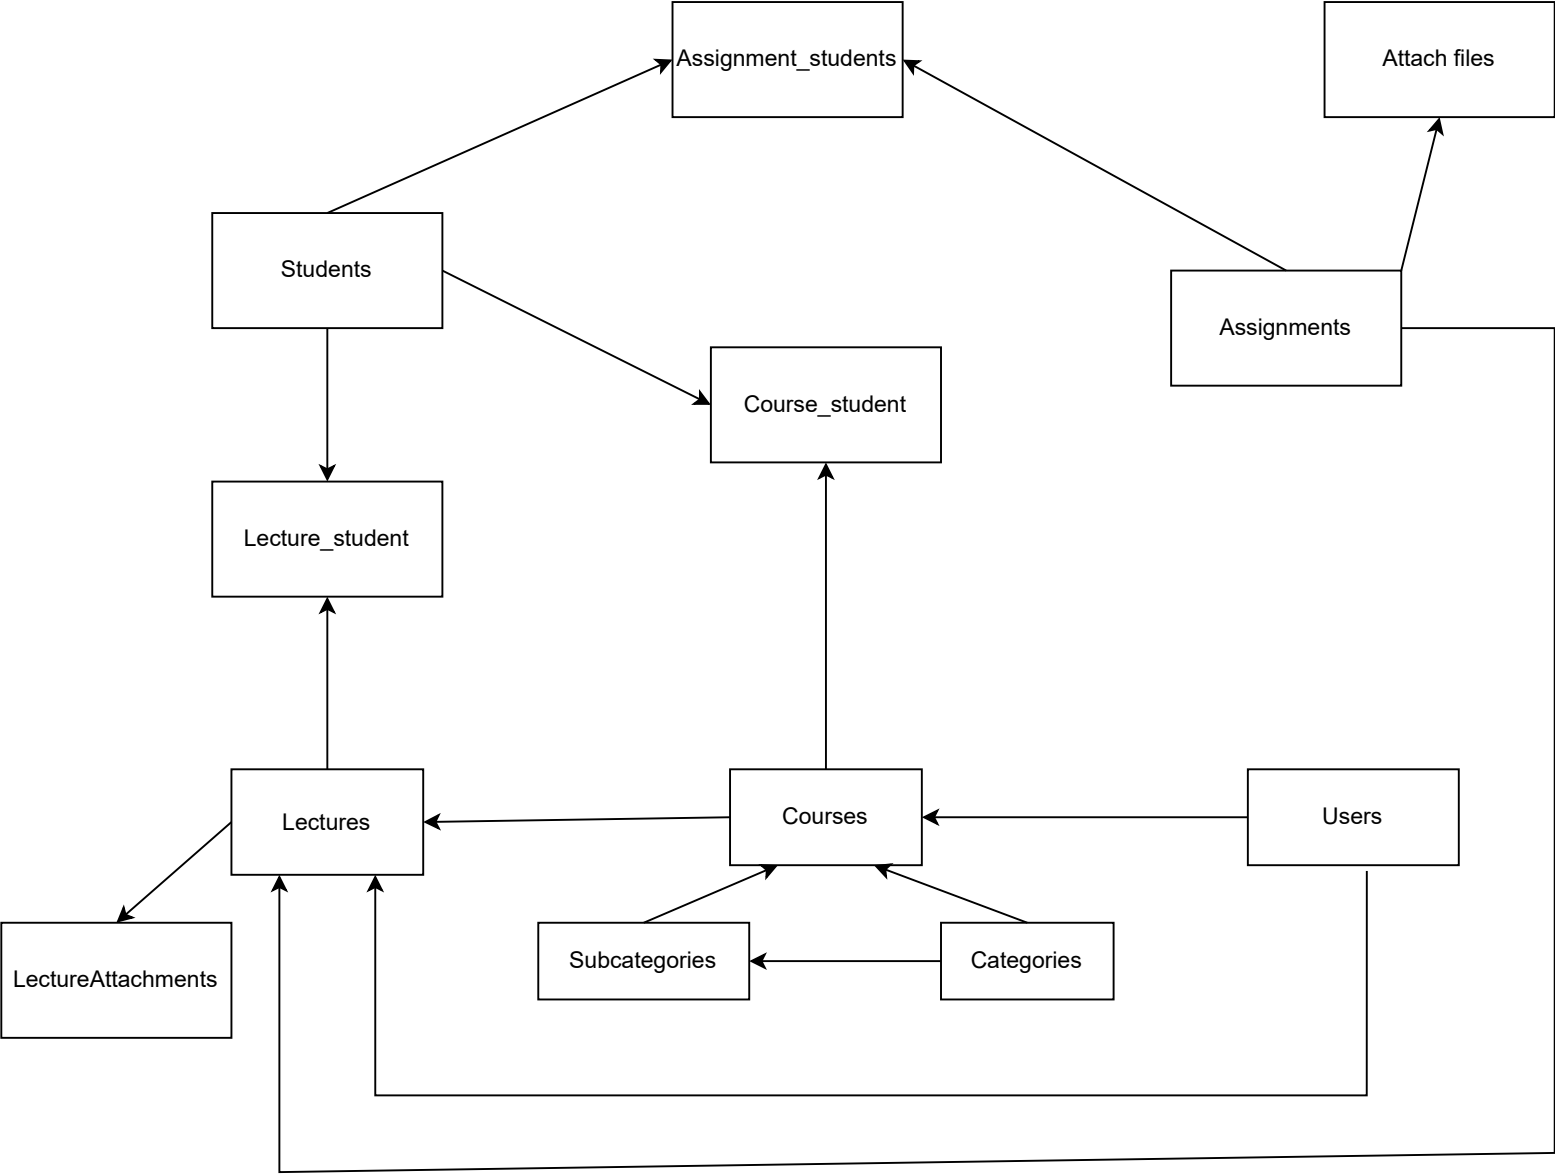 Assignment_students
Attach files
Students
Assignments
Course_student
Lecture_student
Lectures
Courses
Users
Subcategories
Categories
LectureAttachments